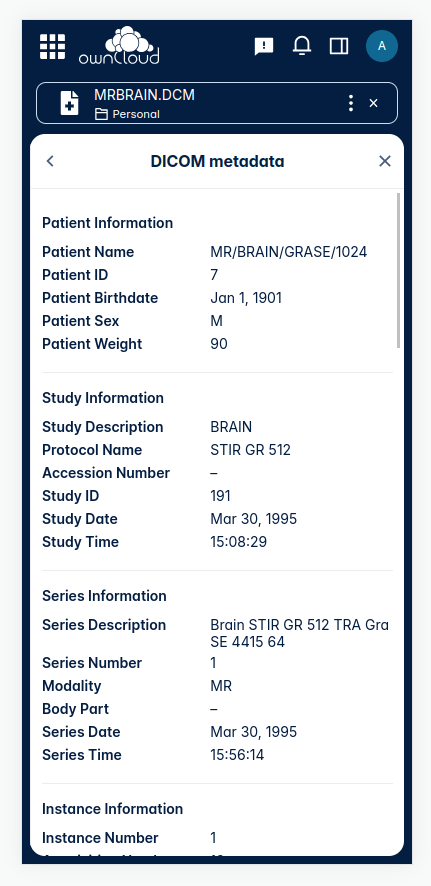 ownCloud
A
MRBRAIN.DCM
Personal
DICOM metadata
Patient Information
Patient Name MR/BRAIN/GRASE/1024
Patient ID 7
Patient Birthdate Jan 1, 1901
Patient Sex M
Patient Weight 90
Study Information
Study Description BRAIN
Protocol Name STIR GR 512
Accession Number –
Study ID 191
Study Date Mar 30, 1995
Study Time 15:08:29
Series Information
Series Description Brain STIR GR 512 TRA Gra
SE 4415 64
Series Number 1
Modality MR
Body Part –
Series Date Mar 30, 1995
Series Time 15:56:14
Instance Information
Instance Number 1